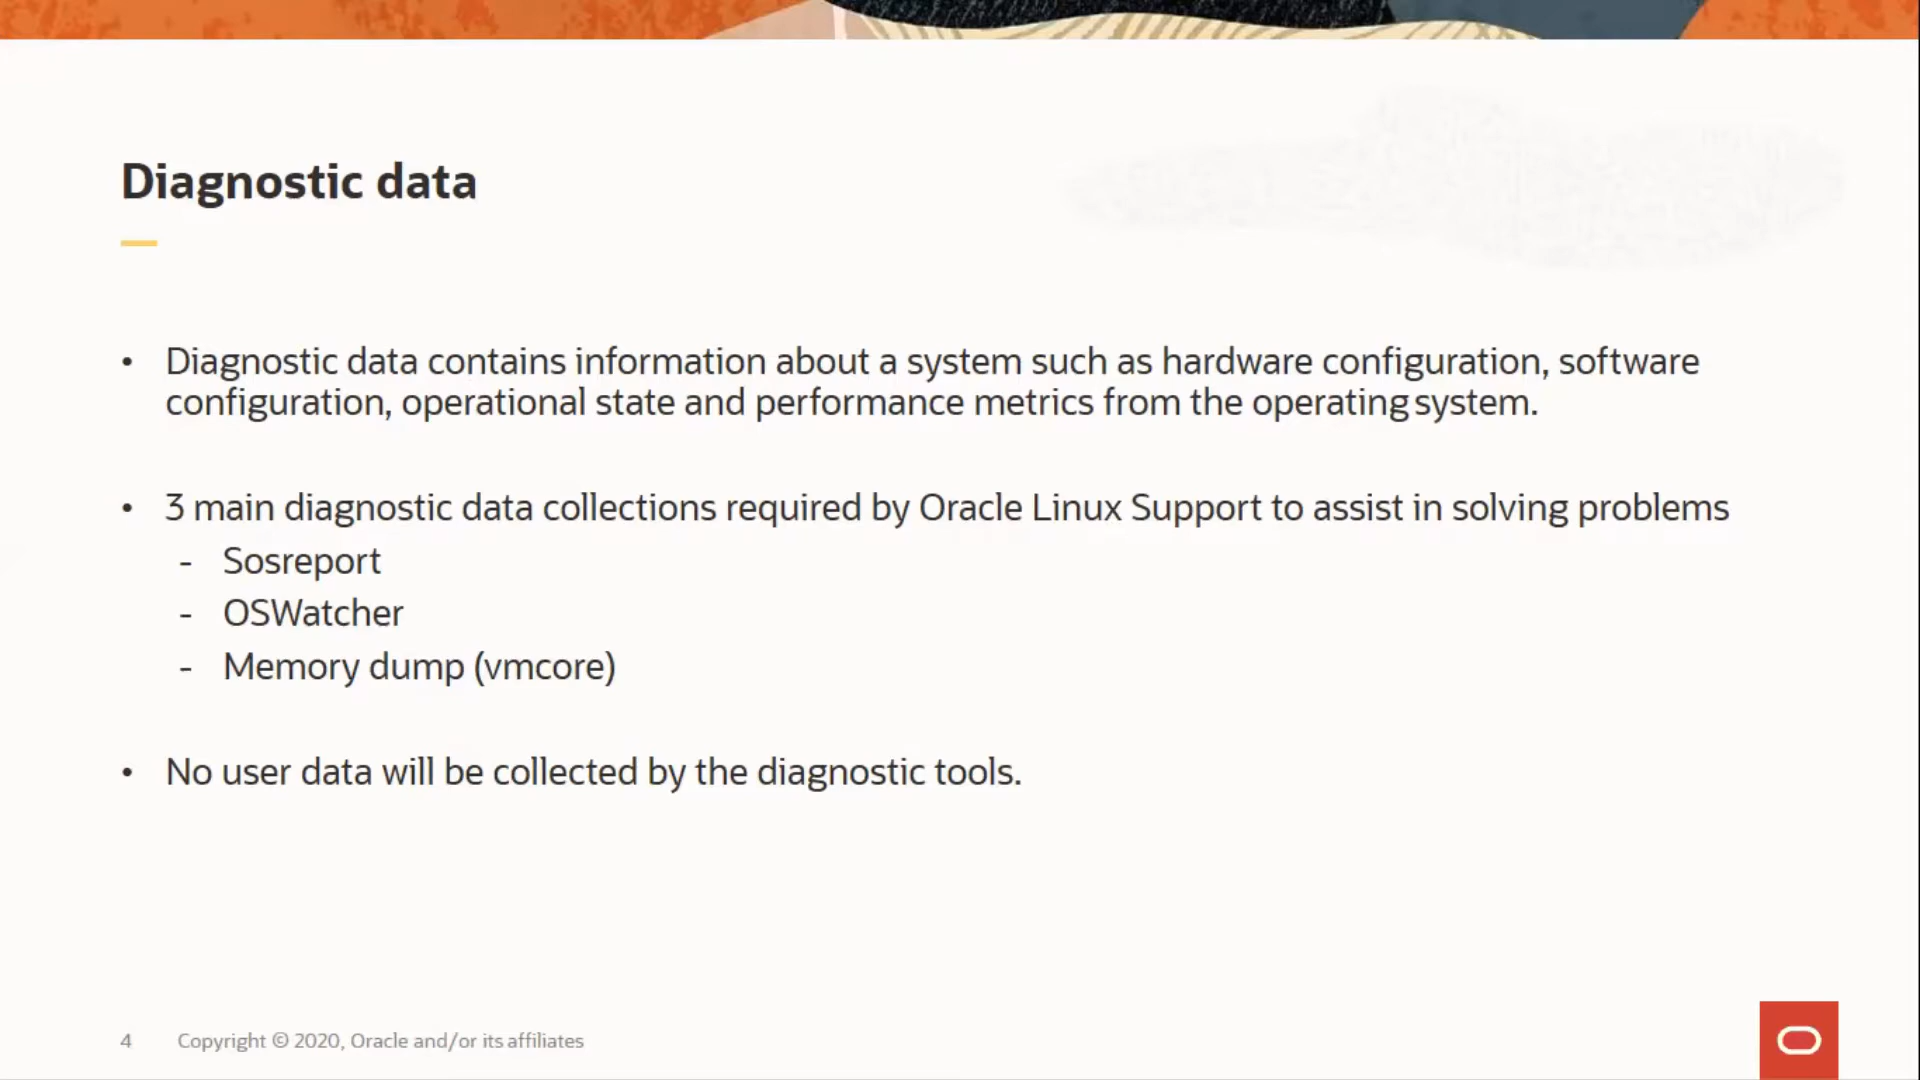 Diagnostic data
• Diagnostic data contains information about a system such as hardware configuration, software
configuration, operational state and performance metrics from the operating system.
• 3 main diagnostic data collections required by Oracle Linux Support to assist in solving problems
- Sosreport
- OSWatcher
- Memory dump (vmcore)
• No user data will be collected by the diagnostic tools.
4 Copyright © 2020, Oracle and/or its affiliates